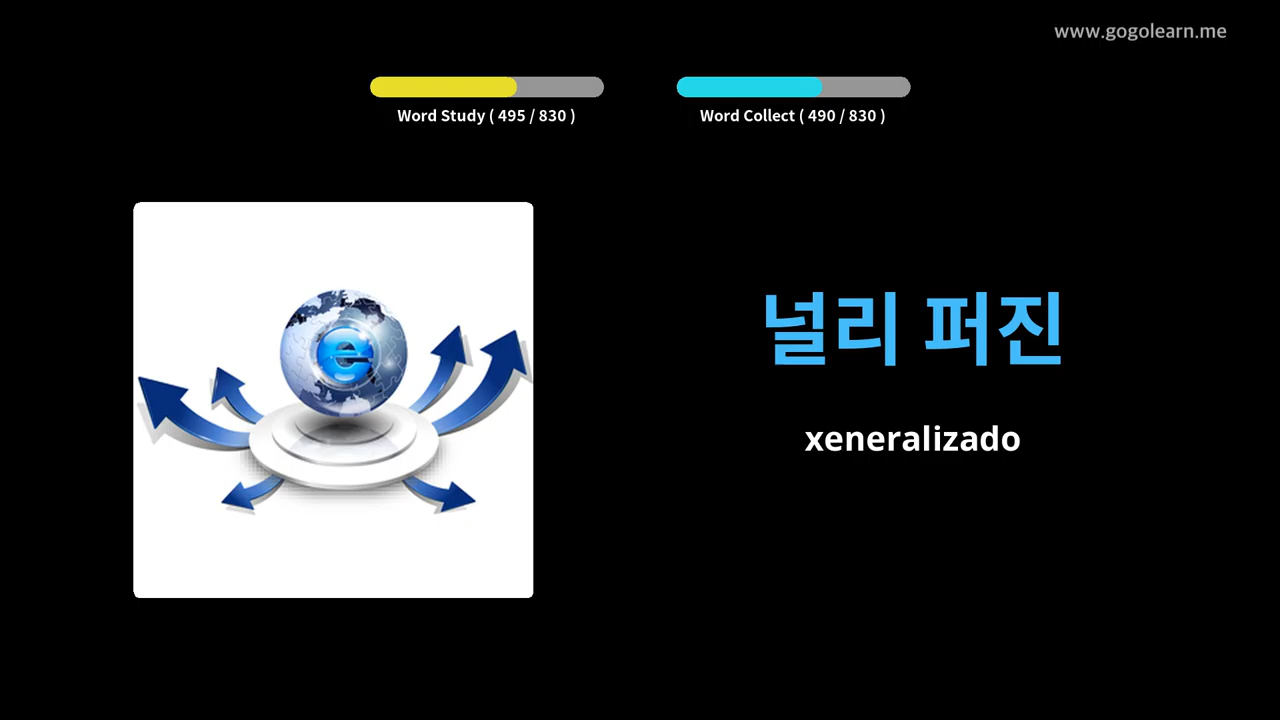 www.gogolearn.me
Word Study ( 495 / 830 )
Word Collect ( 490 / 830 )
e
널리 퍼진
xeneralizado